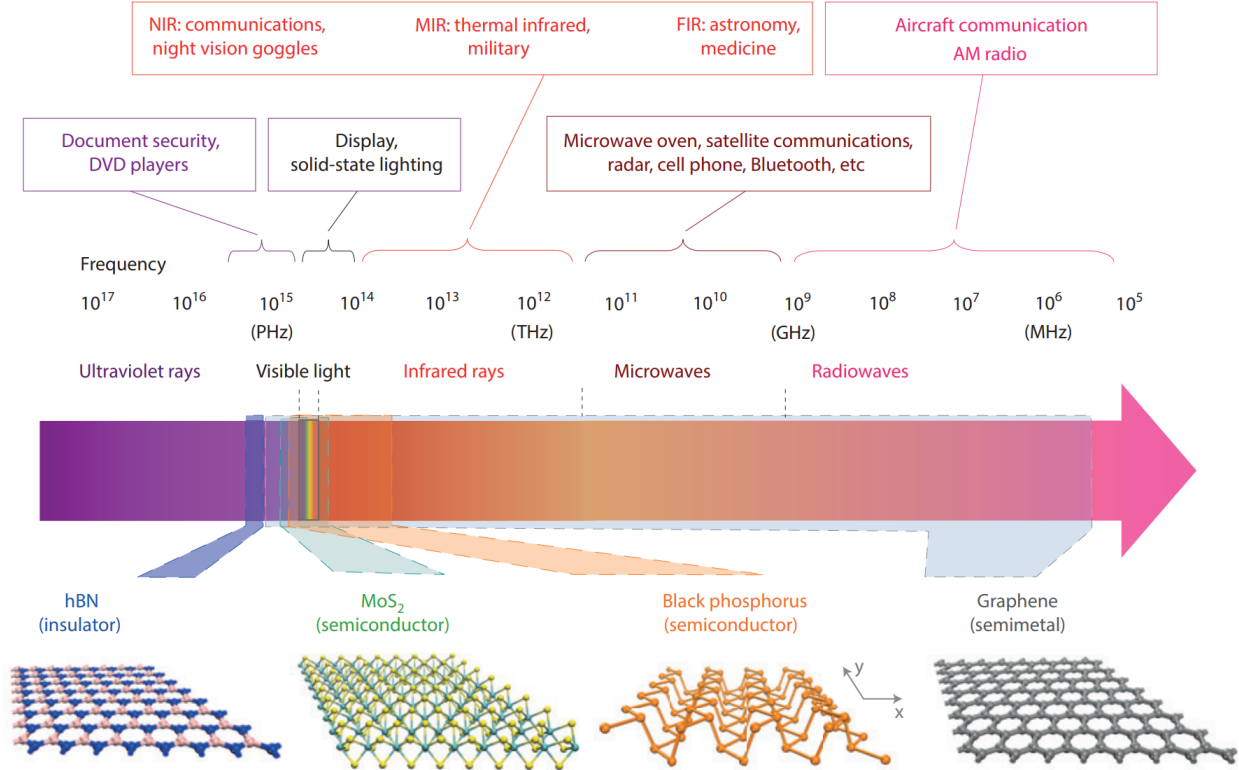 NIR: communications,
night vision goggles
MIR: thermal infrared,
military
FIR: astronomy,
medicine
Aircraft communication
AM radio
Document security,
DVD players
Display,
solid-state lighting
Microwave oven, satellite communications,
radar, cell phone, Bluetooth, etc
Frequency
10¹⁷ 10¹⁶ 10¹⁵ 10¹⁴ 10¹³ 10¹² 10¹¹ 10¹⁰ 10⁹ 10⁸ 10⁷ 10⁶ 10⁵
(PHz) (THz) (GHz) (MHz)
Ultraviolet rays Visible light Infrared rays Microwaves Radiowaves
hBN
(insulator)
MoS₂
(semiconductor)
Black phosphorus
(semiconductor)
Graphene
(semimetal)
y
x